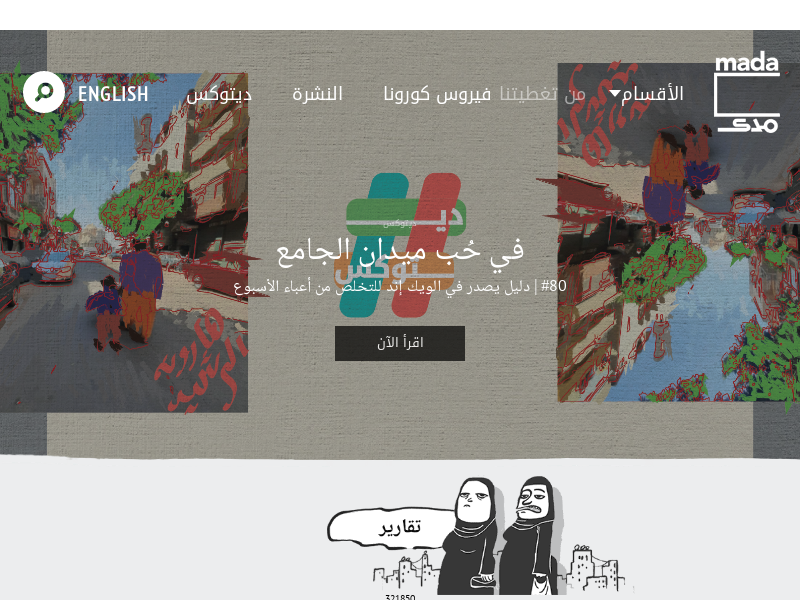 mada
مدى
الأقسام
من تغطيتنا
فيروس كورونا
النشرة
ديتوكس
ENGLISH
ديتوكس
في حُب ميدان الجامع
#80 | دليل يصدر في الويك إند للتخلص من أعباء الأسبوع
اقرأ الآن
تقارير
321850